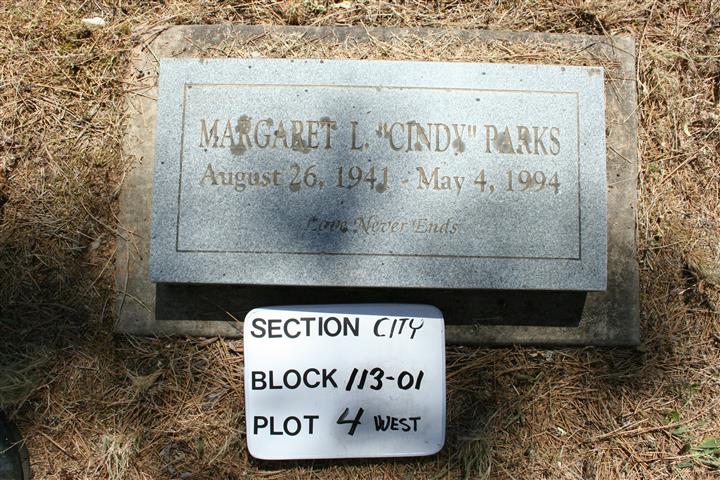 MARGARET L. "CINDY" PARKS
August 26, 1941 - May 4, 1994
Love Never Ends
SECTION CITY
BLOCK 113-01
PLOT 4 WEST